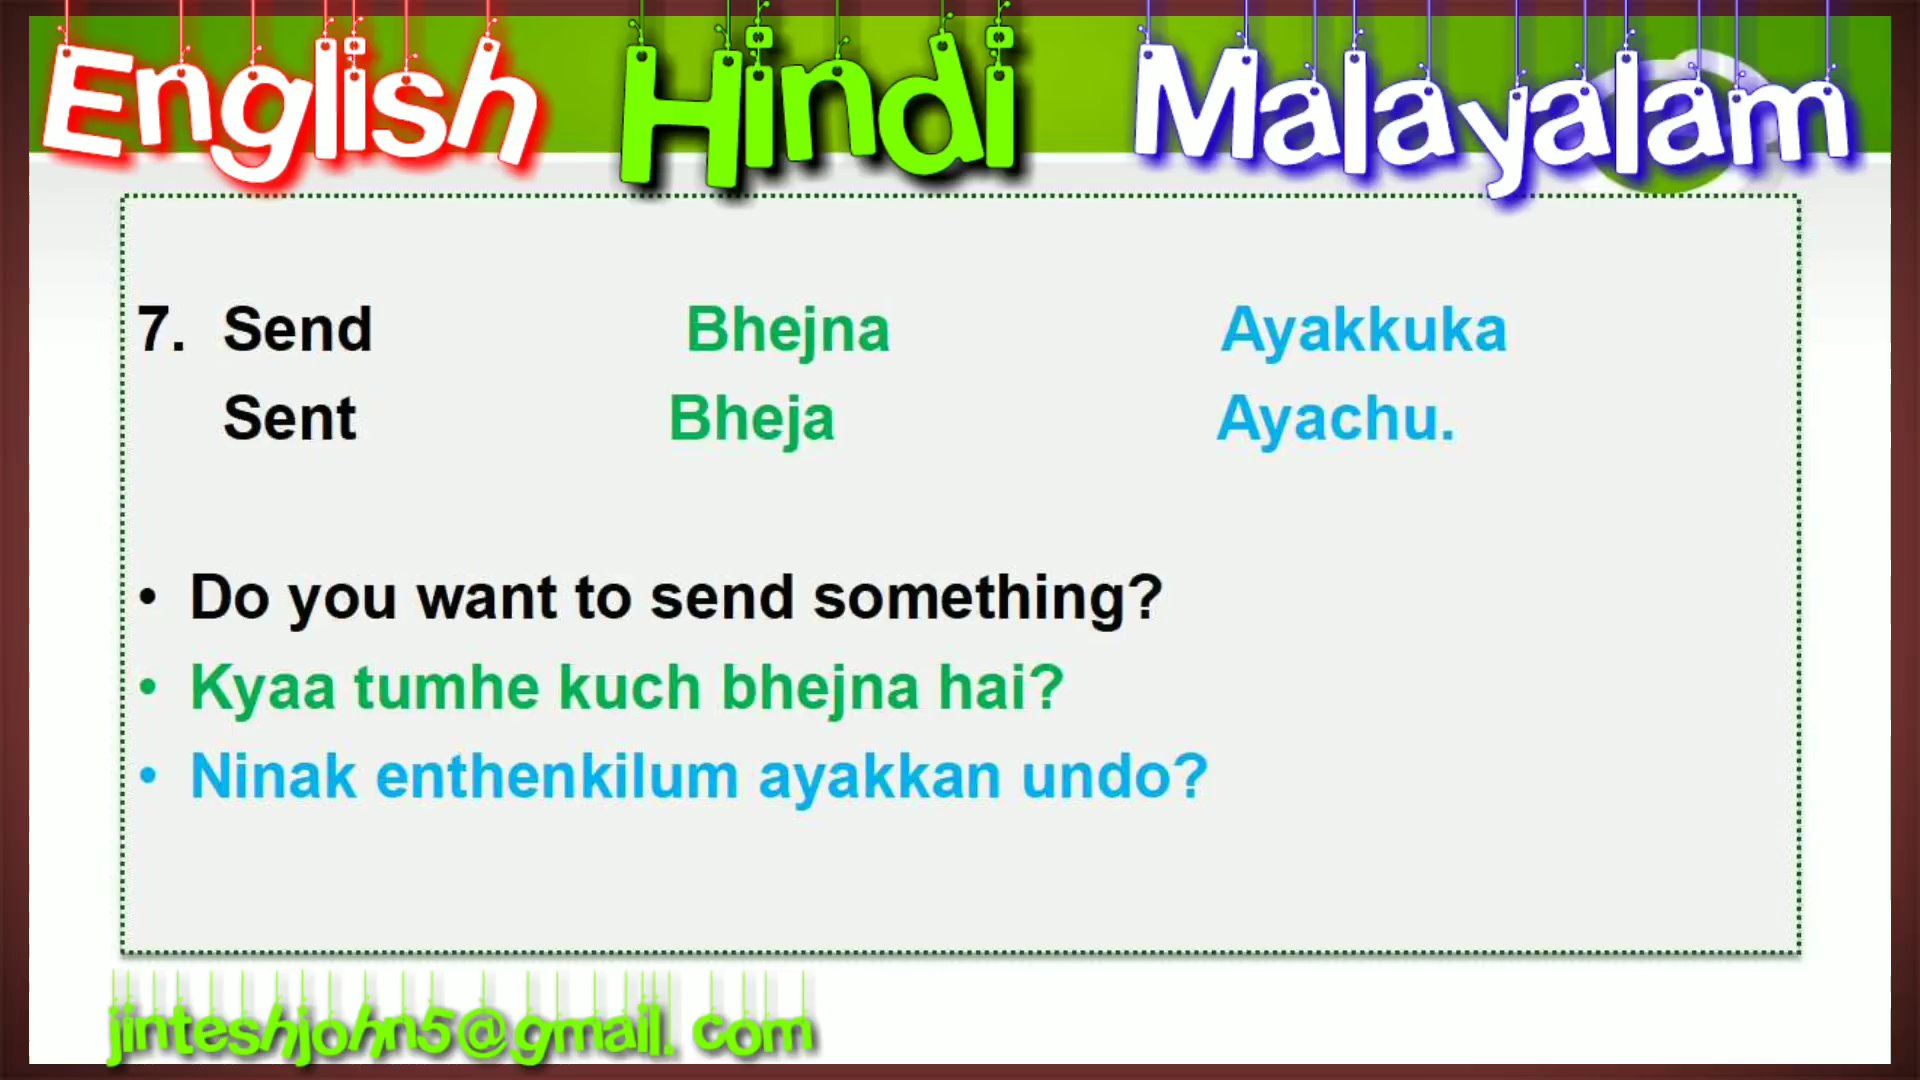 English Hindi Malayalam
7. Send Bhejna Ayakkuka
Sent Bheja Ayachu.
• Do you want to send something?
• Kyaa tumhe kuch bhejna hai?
• Ninak enthenkilum ayakkan undo?
jinteshjohn5@gmail. com